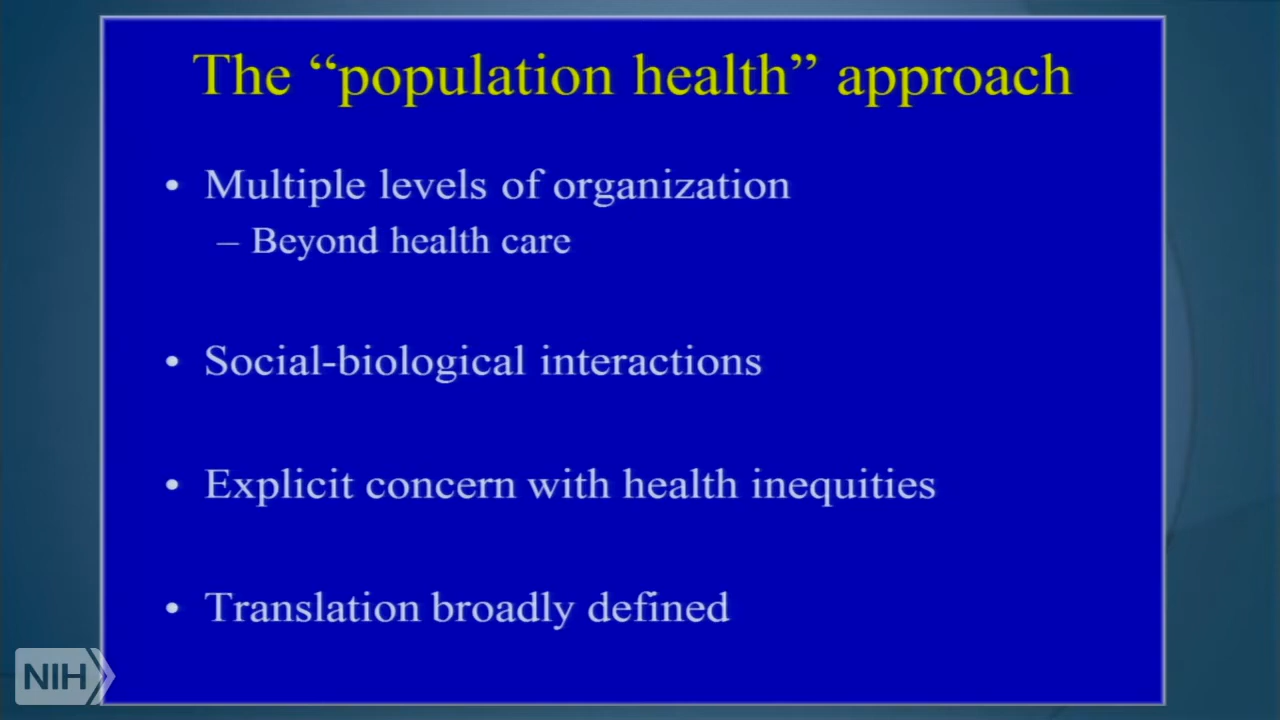 The “population health” approach
• Multiple levels of organization
– Beyond health care
• Social-biological interactions
• Explicit concern with health inequities
• Translation broadly defined
NIH